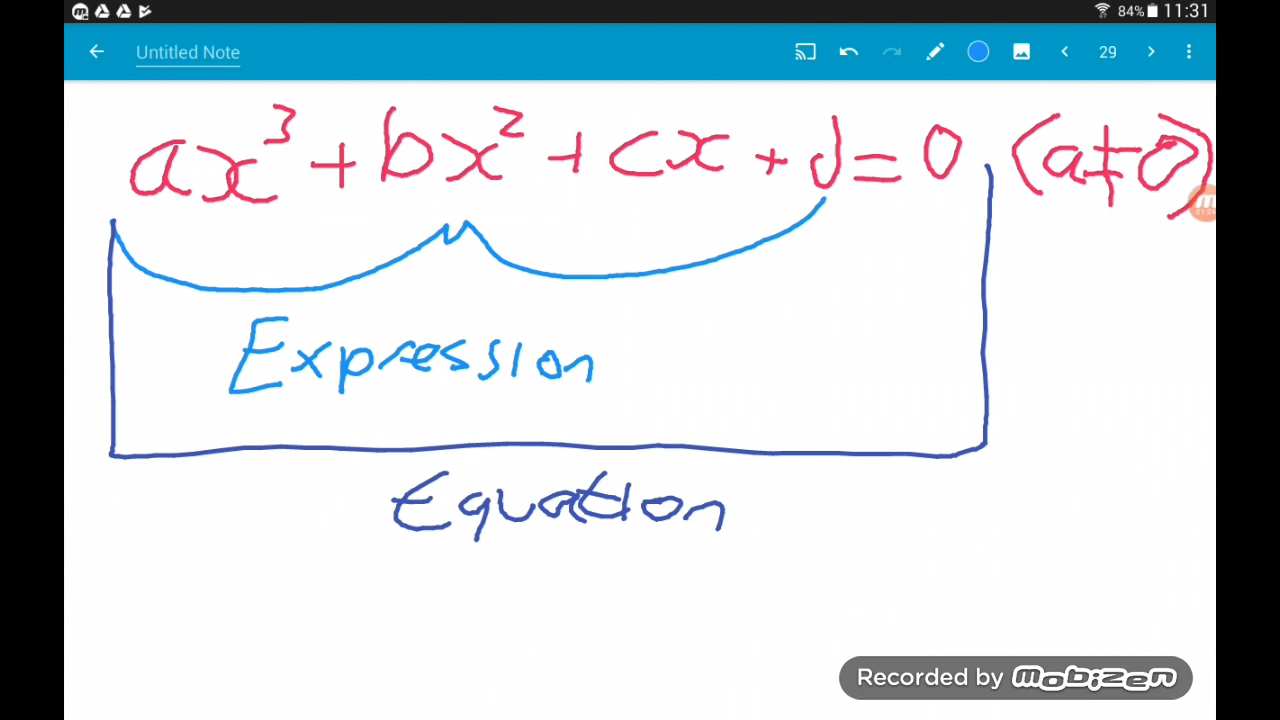 84% 11:31
Untitled Note 29
ax³ + bx² + cx + d = 0 (a ≠ 0)
Expression
Equation
Recorded by mobizen